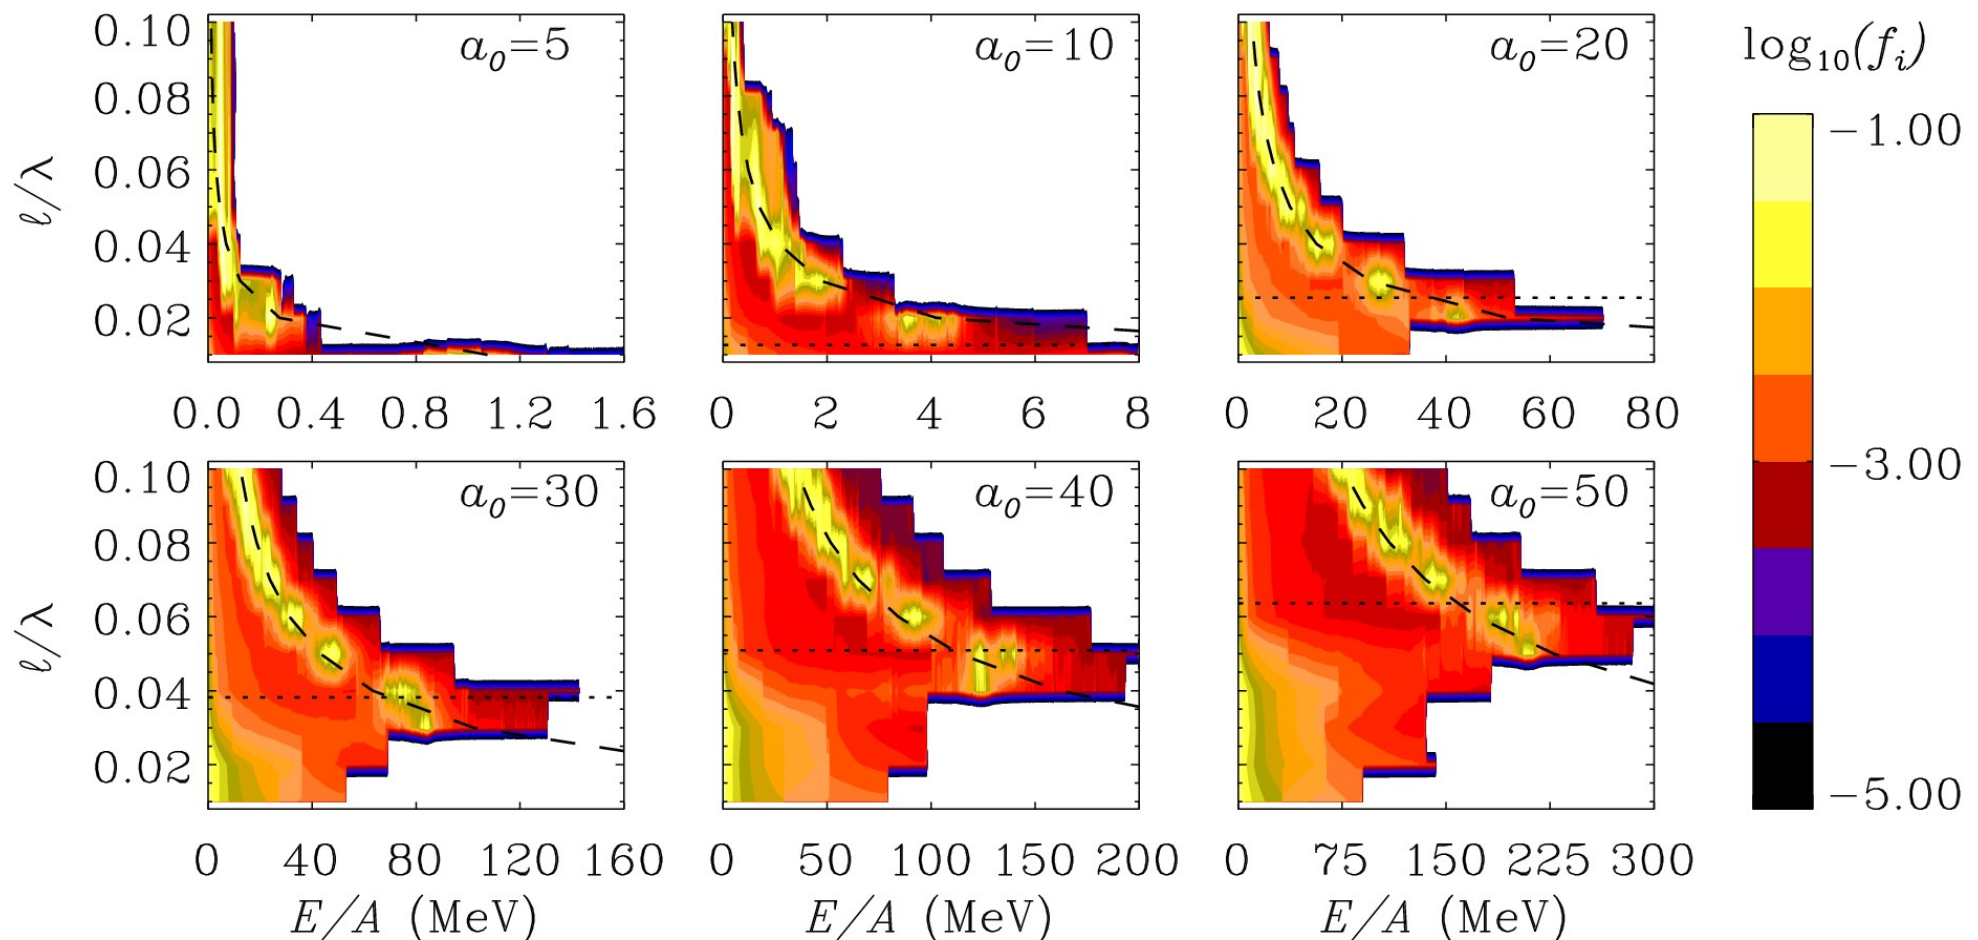 a₀=5
a₀=10
a₀=20
log₁₀(fᵢ)
0.10
0.08
0.06
0.04
0.02
ℓ/λ
0.0 0.4 0.8 1.2 1.6
0 2 4 6 8
0 20 40 60 80
−1.00
−3.00
−5.00
a₀=30
a₀=40
a₀=50
0.10
0.08
0.06
0.04
0.02
ℓ/λ
0 40 80 120 160
0 50 100 150 200
0 75 150 225 300
E/A (MeV)
E/A (MeV)
E/A (MeV)